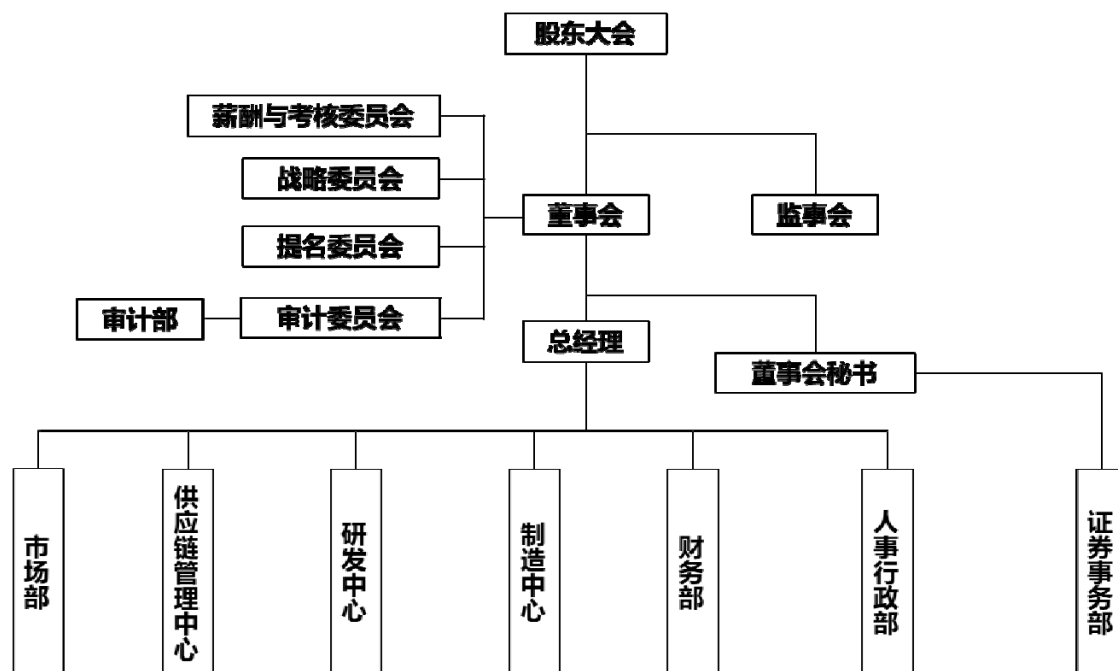 股东大会
薪酬与考核委员会
战略委员会
董事会
监事会
提名委员会
审计部
审计委员会
总经理
董事会秘书
市场部
供应链管理中心
研发中心
制造中心
财务部
人事行政部
证券事务部